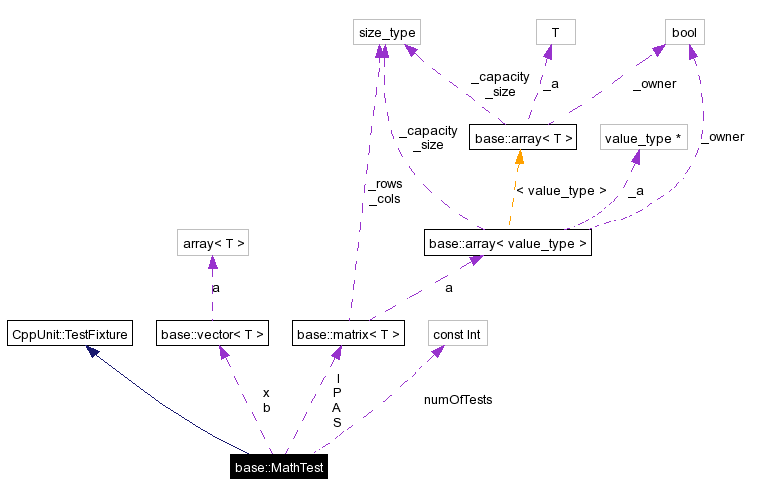 size_type
T
bool
_capacity
_size
_a
_owner
base::array< T >
value_type *
_capacity
_size
_owner
_rows
_cols
< value_type >
_a
array< T >
base::array< value_type >
a
a
CppUnit::TestFixture
base::vector< T >
base::matrix< T >
const Int
x
b
I
P
A
S
numOfTests
base::MathTest